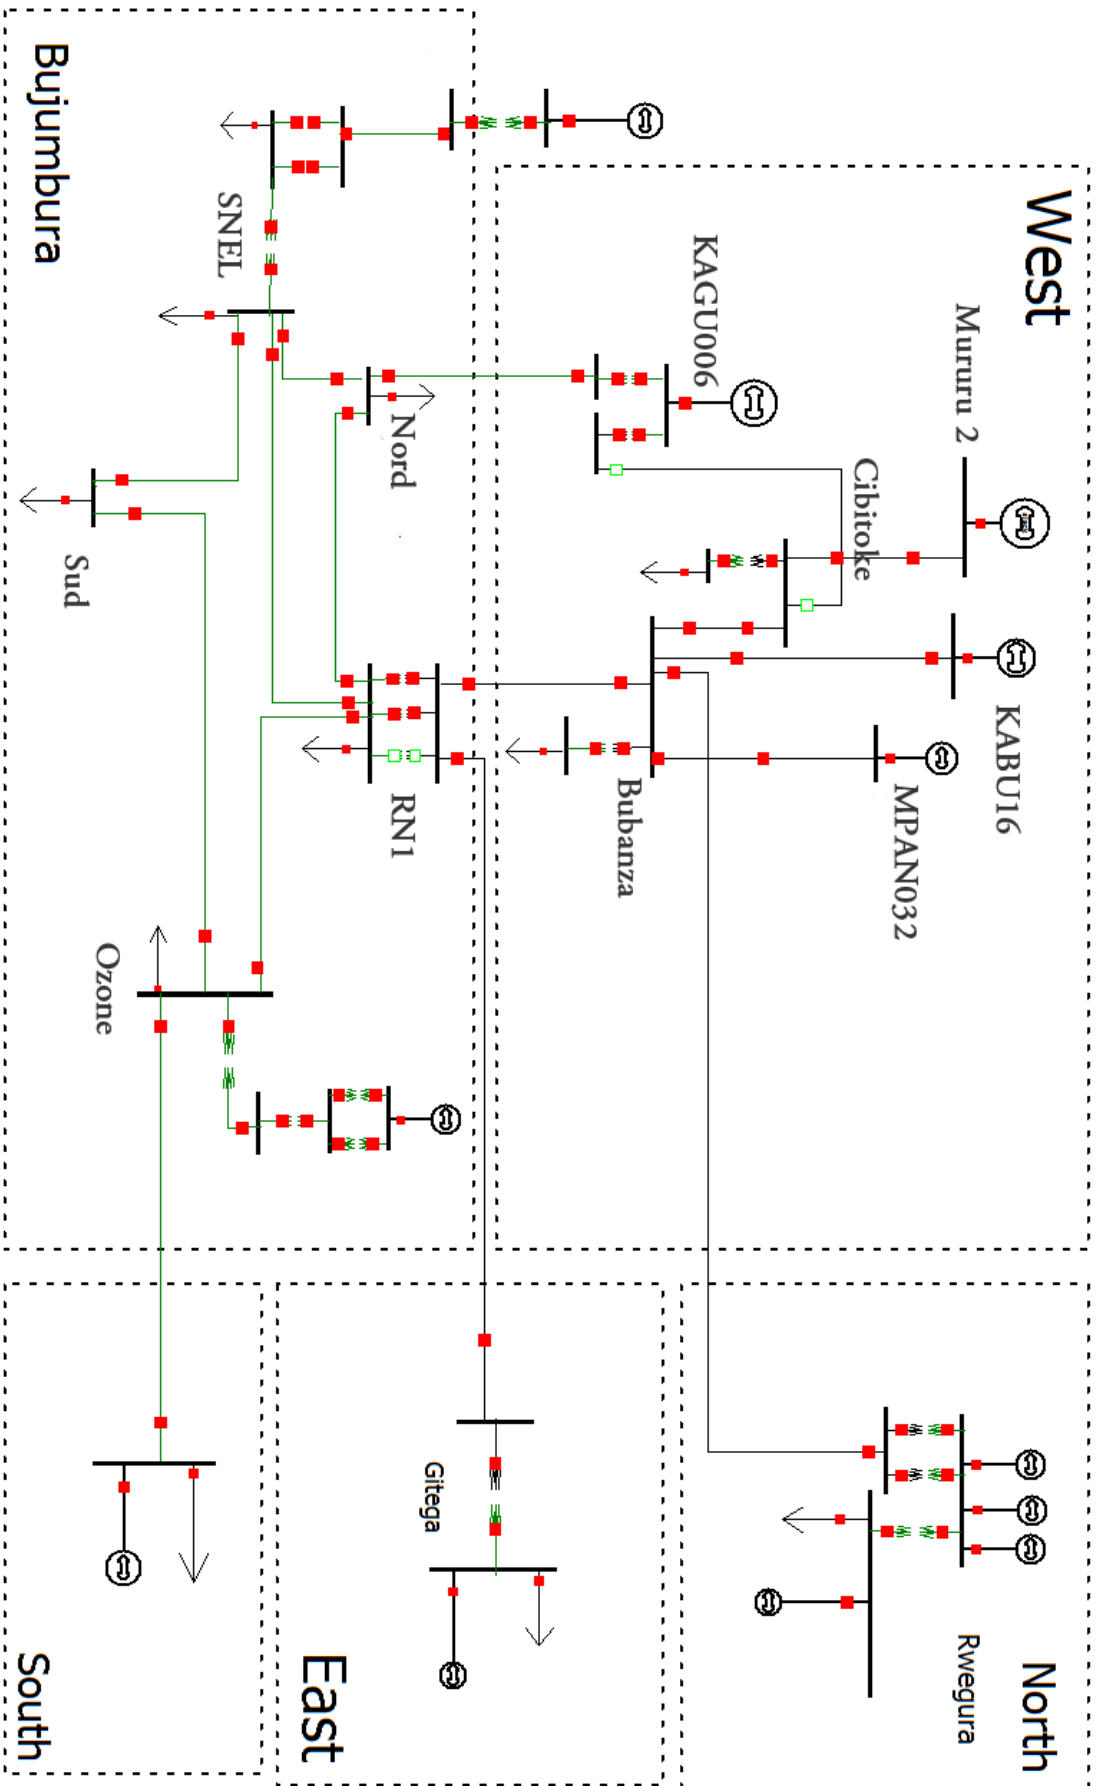 West
Mururu 2
KAGU006
Cibitoke
KABU16
MPAN032
Bubanza
Bujumbura
SNEL
Nord
Sud
RN1
Ozone
North
Rwegura
East
Gitega
South